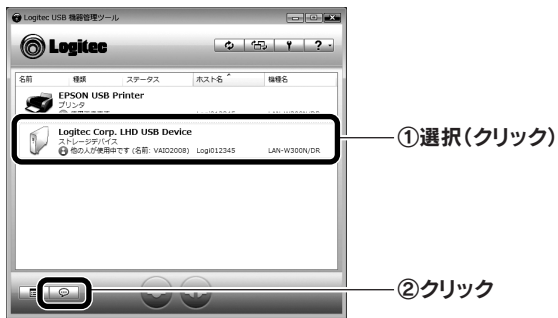 Logitec USB 機器管理ツール
Logitec
?
名前 種類 ステータス ホスト名 機種名
EPSON USB Printer
プリンタ
Logitec Corp. LHD USB Device
ストレージデバイス
他の人が使用中です (名前: VAIO2008) Logi012345 LAN-W300N/DR
①選択(クリック)
②クリック